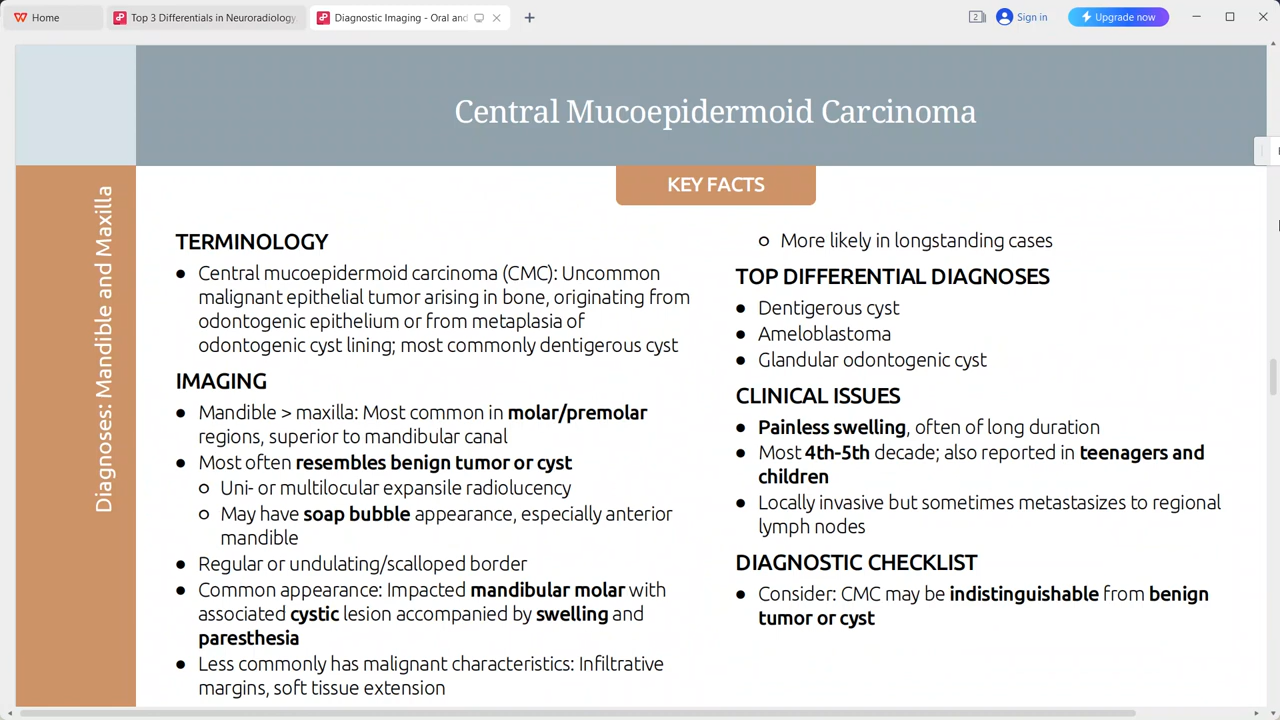 Home
Top 3 Differentials in Neuroradiology.
Diagnostic Imaging - Oral and
2
Sign in
Upgrade now
Central Mucoepidermoid Carcinoma
Diagnoses: Mandible and Maxilla
KEY FACTS
TERMINOLOGY
● Central mucoepidermoid carcinoma (CMC): Uncommon
malignant epithelial tumor arising in bone, originating from
odontogenic epithelium or from metaplasia of
odontogenic cyst lining; most commonly dentigerous cyst
IMAGING
● Mandible > maxilla: Most common in molar/premolar
regions, superior to mandibular canal
● Most often resembles benign tumor or cyst
○ Uni- or multilocular expansile radiolucency
○ May have soap bubble appearance, especially anterior
mandible
● Regular or undulating/scalloped border
● Common appearance: Impacted mandibular molar with
associated cystic lesion accompanied by swelling and
paresthesia
● Less commonly has malignant characteristics: Infiltrative
margins, soft tissue extension
○ More likely in longstanding cases
TOP DIFFERENTIAL DIAGNOSES
● Dentigerous cyst
● Ameloblastoma
● Glandular odontogenic cyst
CLINICAL ISSUES
● Painless swelling, often of long duration
● Most 4th-5th decade; also reported in teenagers and
children
● Locally invasive but sometimes metastasizes to regional
lymph nodes
DIAGNOSTIC CHECKLIST
● Consider: CMC may be indistinguishable from benign
tumor or cyst